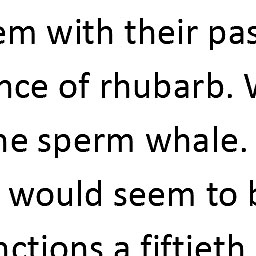 em with their pas
nce of rhubarb.
he sperm whale.
would seem to b
nctions a fiftieth